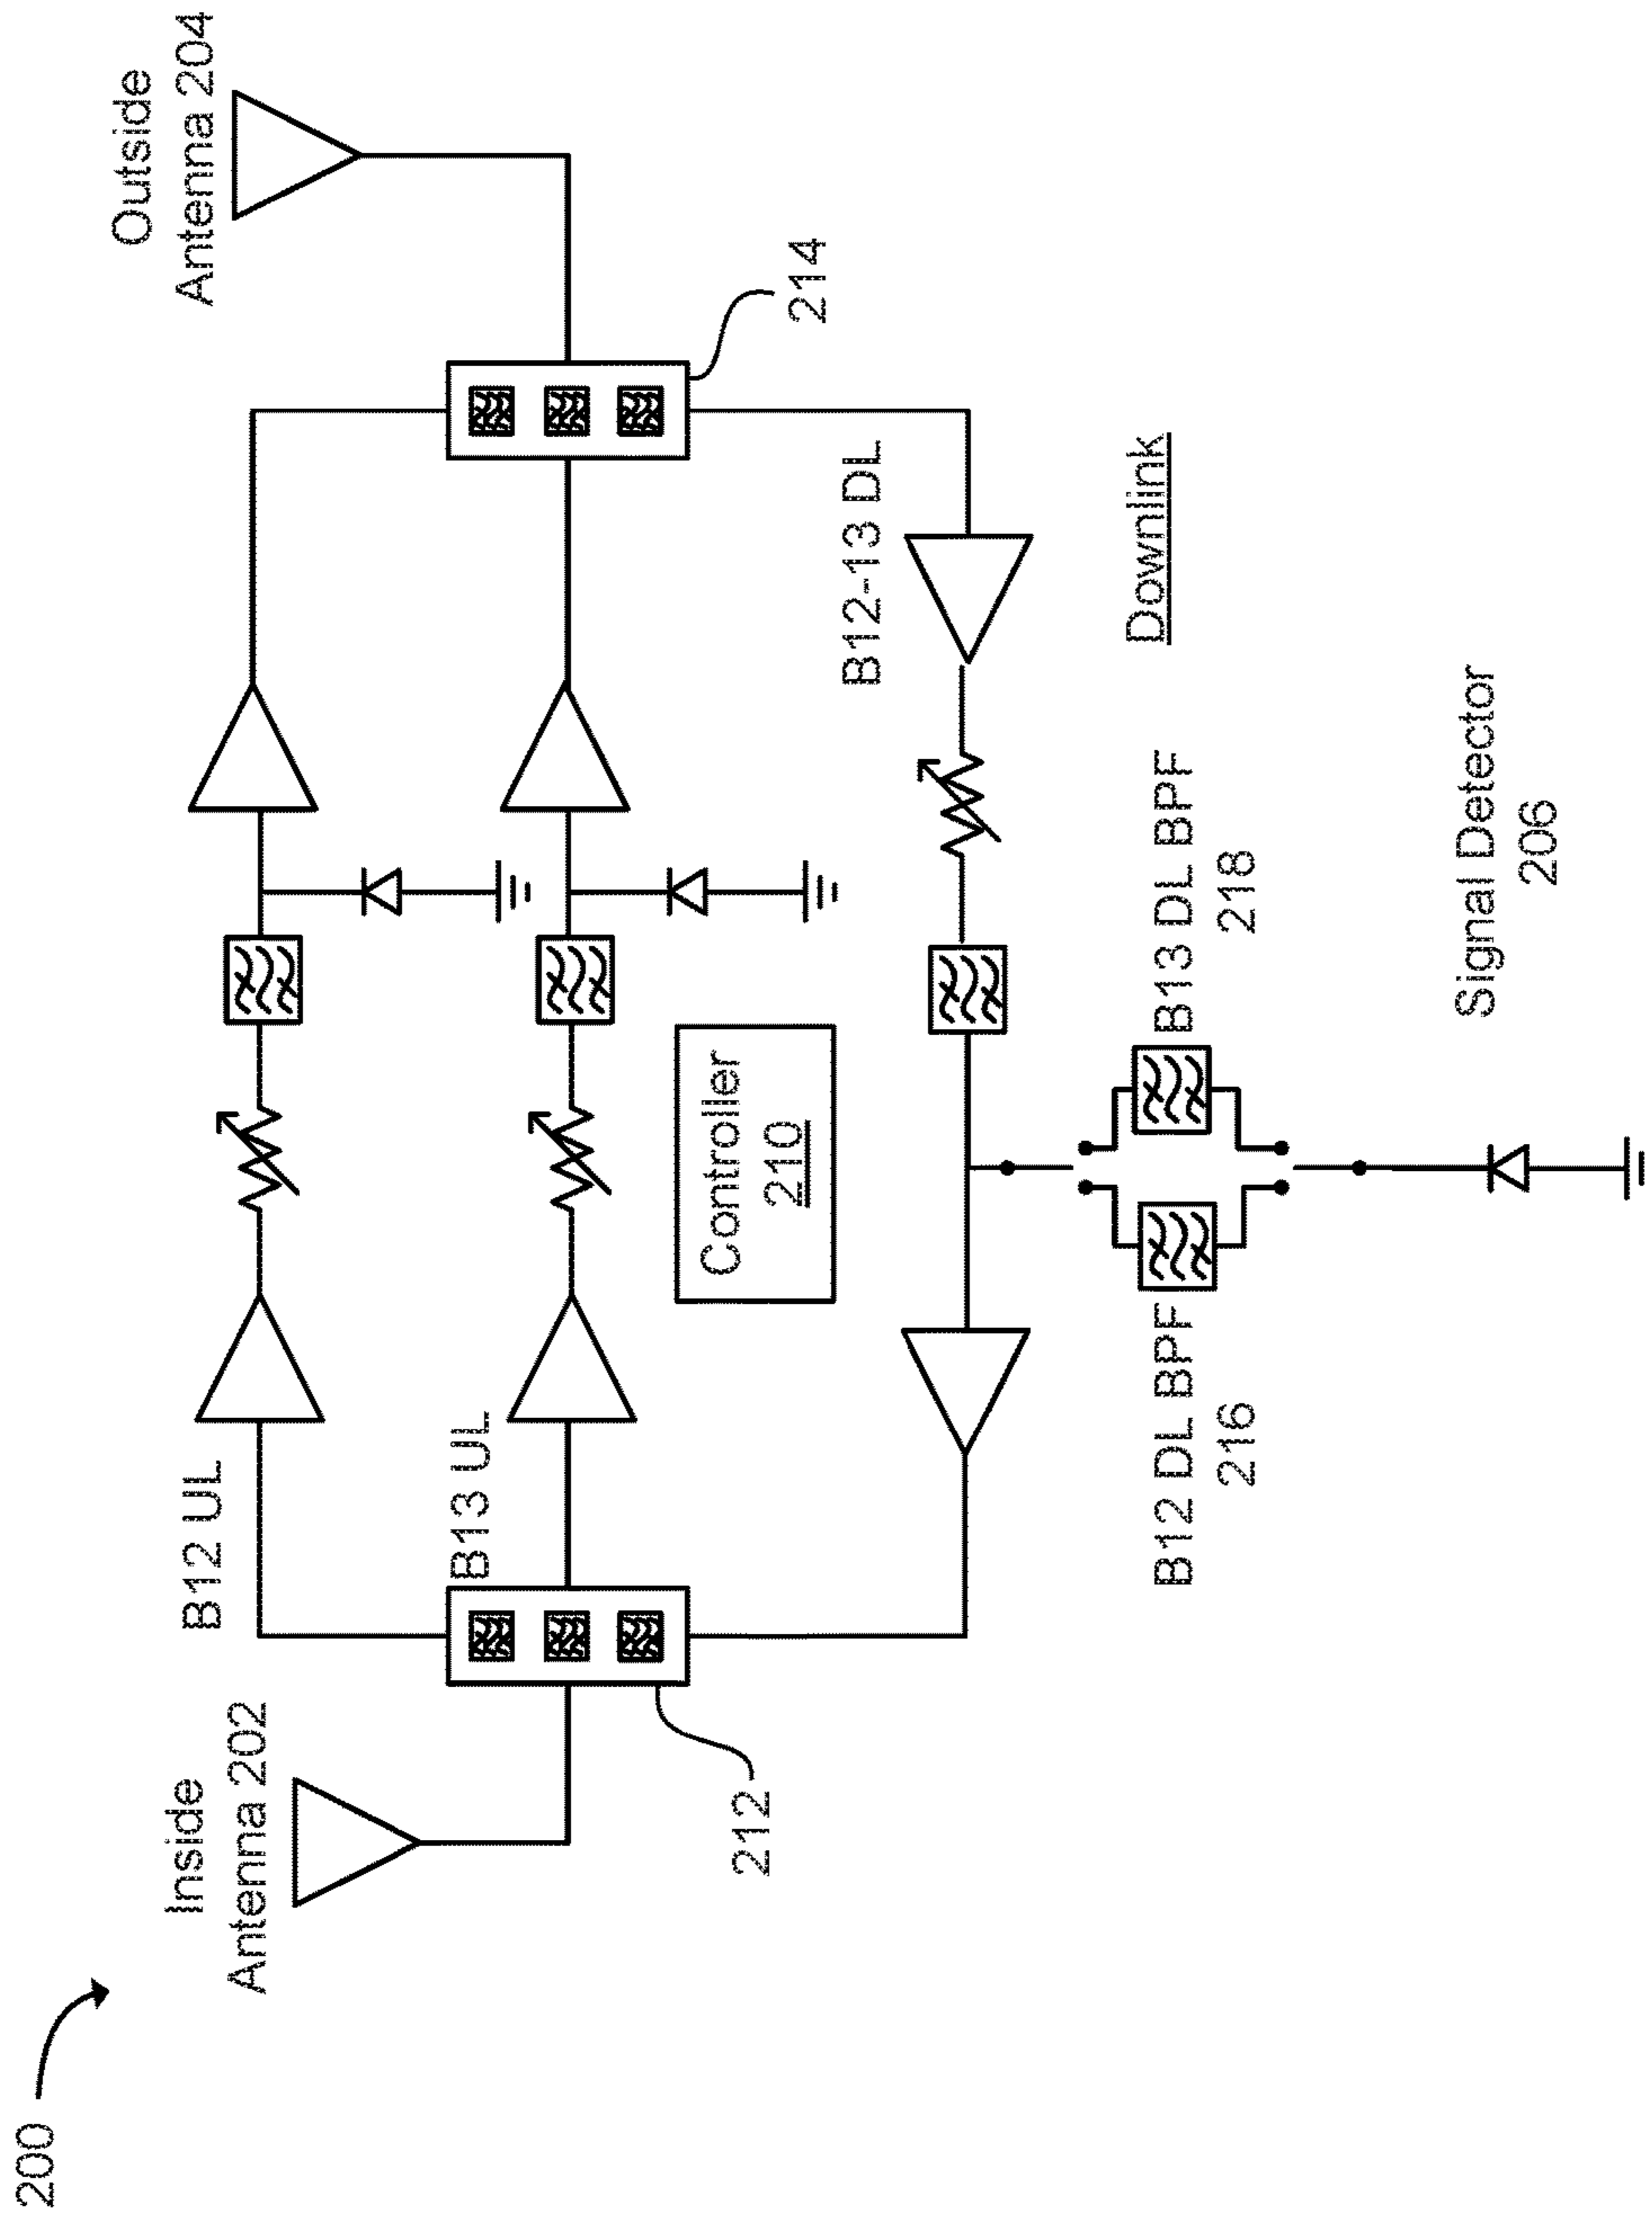 200
Inside
Antenna 202
Outside
Antenna 204
B12 UL
B13 UL
212
214
Controller
210
B12-13 DL
Downlink
B12 DL BPF
216
B13 DL BPF
218
Signal Detector
206